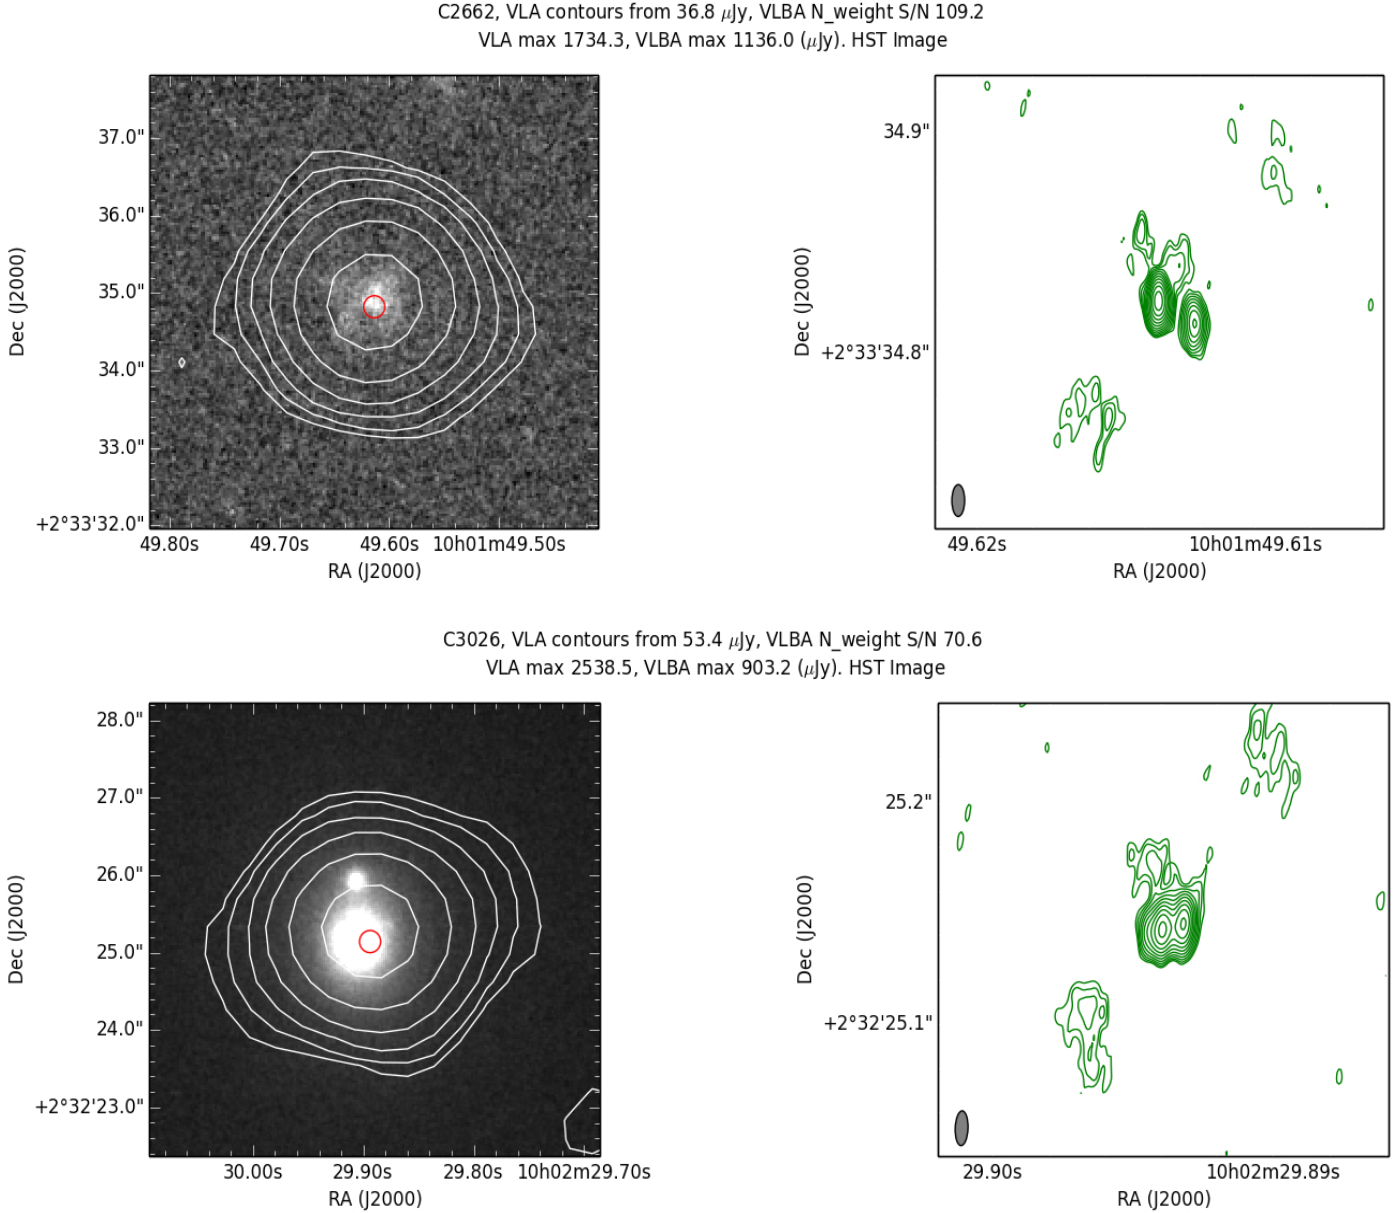 C2662, VLA contours from 36.8 μJy, VLBA N_weight S/N 109.2
VLA max 1734.3, VLBA max 1136.0 (μJy). HST Image
37.0"
36.0"
35.0"
34.0"
33.0"
+2°33'32.0"
Dec (J2000)
49.80s 49.70s 49.60s 10h01m49.50s
RA (J2000)
34.9"
+2°33'34.8"
Dec (J2000)
49.62s 10h01m49.61s
RA (J2000)
C3026, VLA contours from 53.4 μJy, VLBA N_weight S/N 70.6
VLA max 2538.5, VLBA max 903.2 (μJy). HST Image
28.0"
27.0"
26.0"
25.0"
24.0"
+2°32'23.0"
Dec (J2000)
30.00s 29.90s 29.80s 10h02m29.70s
RA (J2000)
25.2"
+2°32'25.1"
Dec (J2000)
29.90s 10h02m29.89s
RA (J2000)